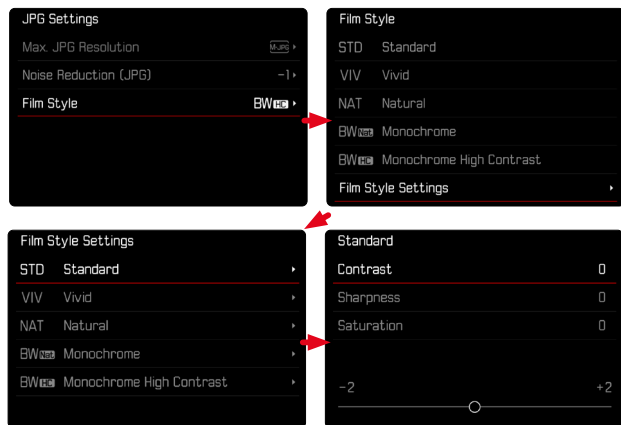 JPG Settings
Max. JPG Resolution M-JPG
Noise Reduction (JPG) -1
Film Style BW HC
Film Style
STD Standard
VIV Vivid
NAT Natural
BW Nat Monochrome
BW HC Monochrome High Contrast
Film Style Settings
Film Style Settings
STD Standard
VIV Vivid
NAT Natural
BW Nat Monochrome
BW HC Monochrome High Contrast
Standard
Contrast 0
Sharpness 0
Saturation 0
-2 +2